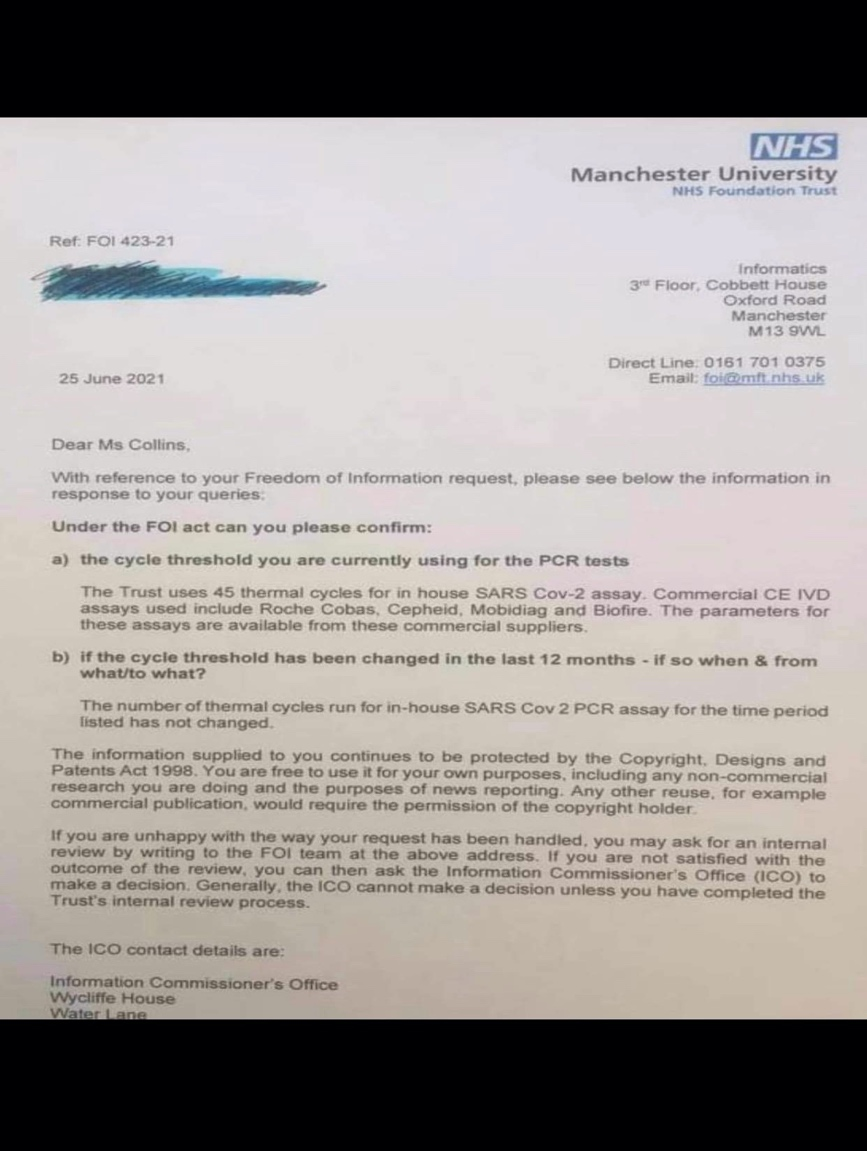 NHS
Manchester University
NHS Foundation Trust
Ref: FOI 423-21
Informatics
3rd Floor, Cobbett House
Oxford Road
Manchester
M13 9WL
Direct Line: 0161 701 0375
Email: foi@mft.nhs.uk
25 June 2021
Dear Ms Collins,
With reference to your Freedom of Information request, please see below the information in
response to your queries:
Under the FOI act can you please confirm:
a) the cycle threshold you are currently using for the PCR tests
The Trust uses 45 thermal cycles for in house SARS Cov-2 assay. Commercial CE IVD
assays used include Roche Cobas, Cepheid, Mobidiag and Biofire. The parameters for
these assays are available from these commercial suppliers.
b) if the cycle threshold has been changed in the last 12 months - if so when & from
what/to what?
The number of thermal cycles run for in-house SARS Cov 2 PCR assay for the time period
listed has not changed.
The information supplied to you continues to be protected by the Copyright, Designs and
Patents Act 1998. You are free to use it for your own purposes, including any non-commercial
research you are doing and the purposes of news reporting. Any other reuse, for example
commercial publication, would require the permission of the copyright holder.
If you are unhappy with the way your request has been handled, you may ask for an internal
review by writing to the FOI team at the above address. If you are not satisfied with the
outcome of the review, you can then ask the Information Commissioner's Office (ICO) to
make a decision. Generally, the ICO cannot make a decision unless you have completed the
Trust's internal review process.
The ICO contact details are:
Information Commissioner's Office
Wycliffe House
Water Lane